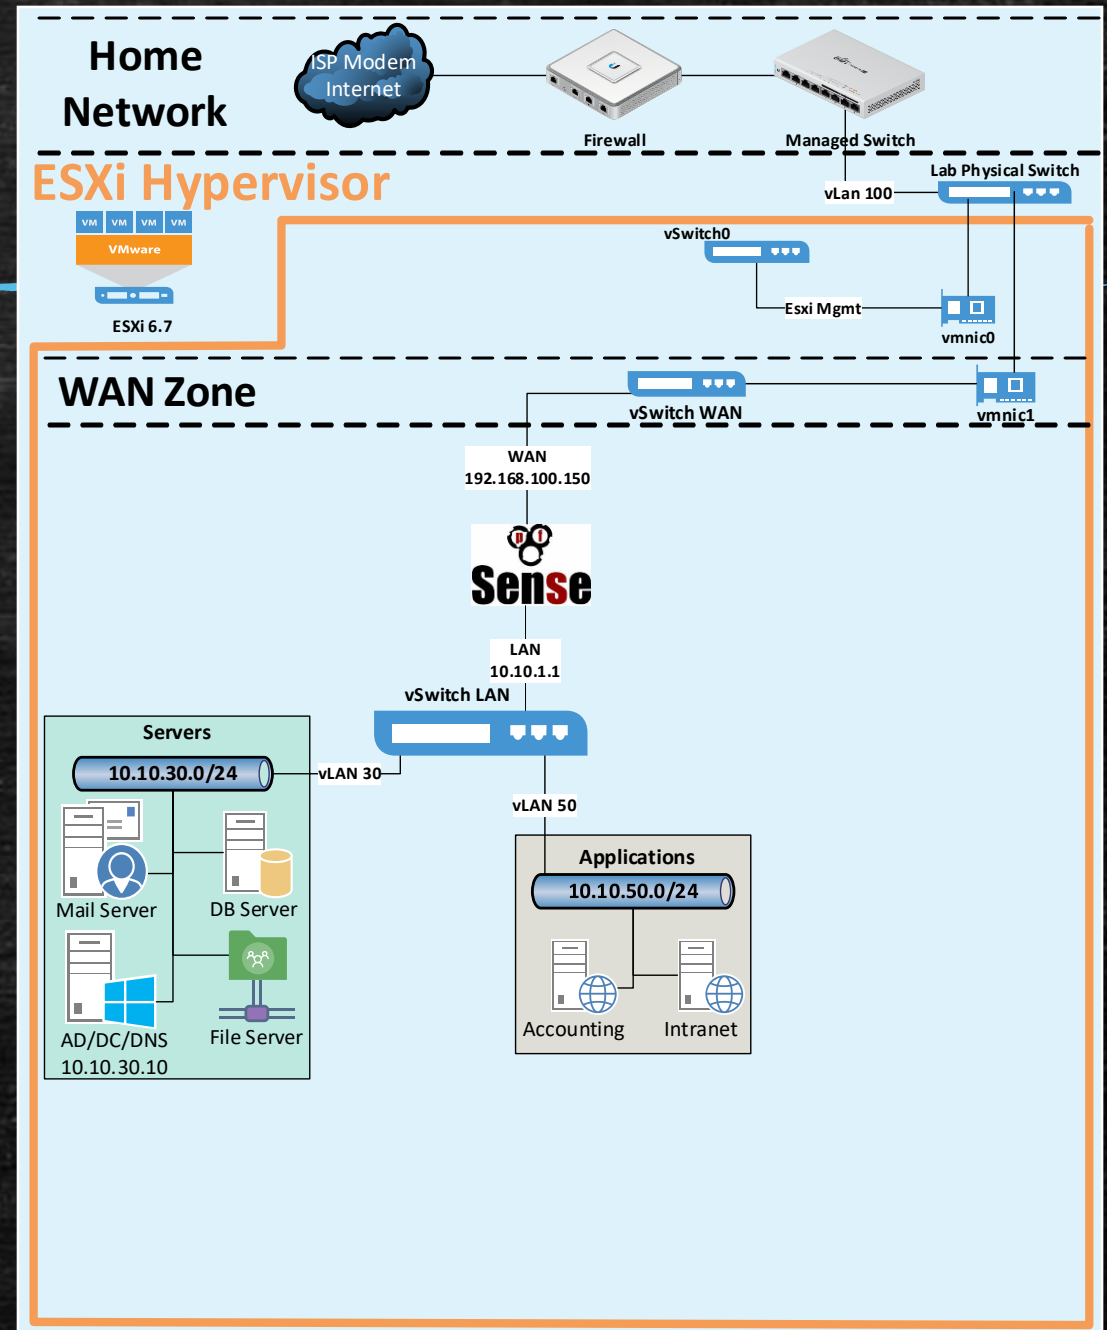 Home
Network
ISP Modem
Internet
Firewall
Managed Switch
ESXi Hypervisor
Lab Physical Switch
vLan 100
VM VM VM VM
VMware
ESXi 6.7
vSwitch0
Esxi Mgmt
vmnic0
WAN Zone
vSwitch WAN
vmnic1
WAN
192.168.100.150
pf
Sense
LAN
10.10.1.1
vSwitch LAN
Servers
10.10.30.0/24
vLAN 30
vLAN 50
Mail Server
DB Server
AD/DC/DNS
10.10.30.10
File Server
Applications
10.10.50.0/24
Accounting
Intranet